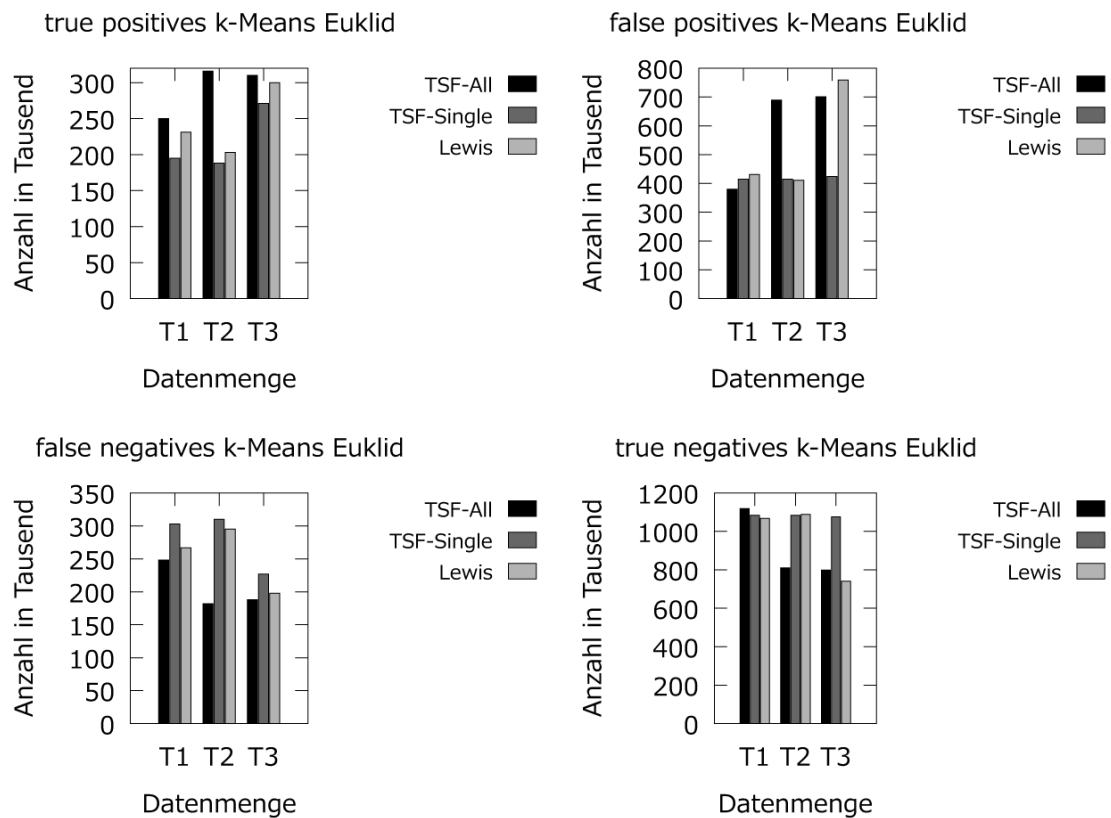 true positives k-Means Euklid
Anzahl in Tausend
300
250
200
150
100
50
0
T1 T2 T3
Datenmenge
TSF-All
TSF-Single
Lewis
false positives k-Means Euklid
Anzahl in Tausend
800
700
600
500
400
300
200
100
0
T1 T2 T3
Datenmenge
TSF-All
TSF-Single
Lewis
false negatives k-Means Euklid
Anzahl in Tausend
350
300
250
200
150
100
50
0
T1 T2 T3
Datenmenge
TSF-All
TSF-Single
Lewis
true negatives k-Means Euklid
Anzahl in Tausend
1200
1000
800
600
400
200
0
T1 T2 T3
Datenmenge
TSF-All
TSF-Single
Lewis